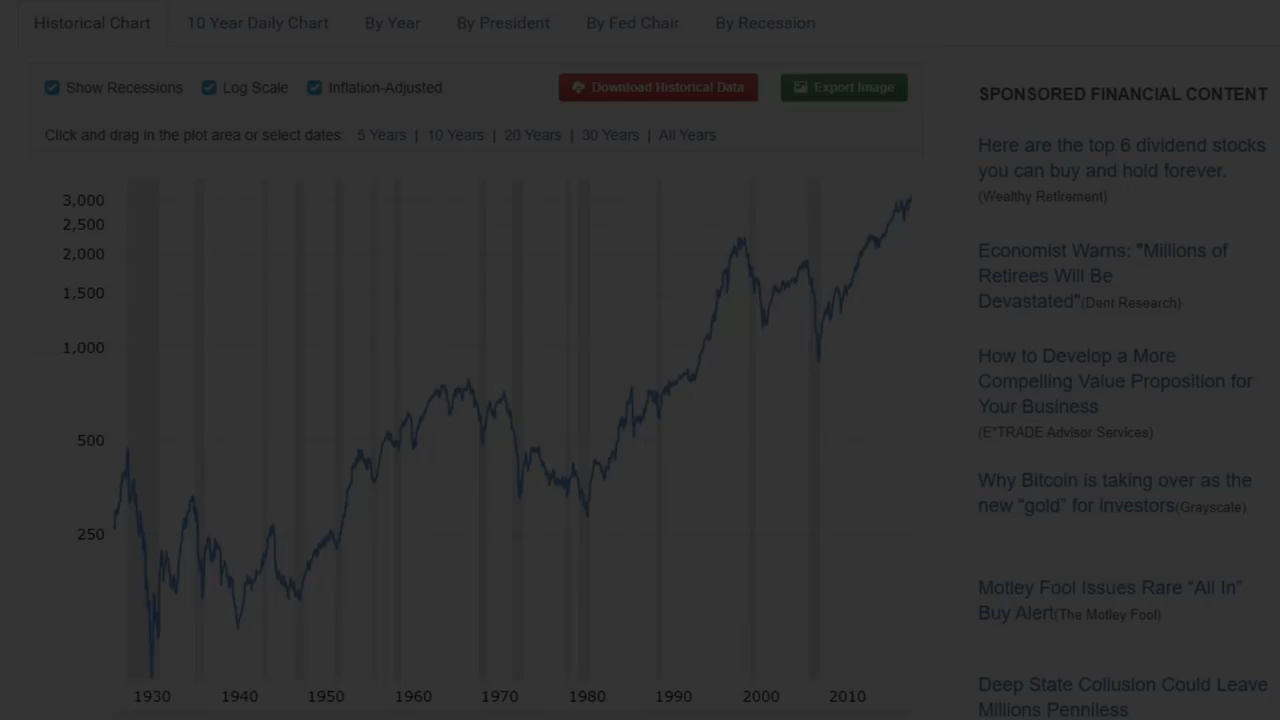 Historical Chart
10 Year Daily Chart
By Year
By President
By Fed Chair
By Recession
Show Recessions
Log Scale
Inflation-Adjusted
Download Historical Data
Export Image
Click and drag in the plot area or select dates: 5 Years | 10 Years | 20 Years | 30 Years | All Years
3,000
2,500
2,000
1,500
1,000
500
250
1930
1940
1950
1960
1970
1980
1990
2000
2010
SPONSORED FINANCIAL CONTENT
Here are the top 6 dividend stocks
you can buy and hold forever.
(Wealthy Retirement)
Economist Warns: "Millions of
Retirees Will Be
Devastated"(Dent Research)
How to Develop a More
Compelling Value Proposition for
Your Business
(E*TRADE Advisor Services)
Why Bitcoin is taking over as the
new “gold” for investors(Grayscale)
Motley Fool Issues Rare “All In”
Buy Alert(The Motley Fool)
Deep State Collusion Could Leave
Millions Penniless